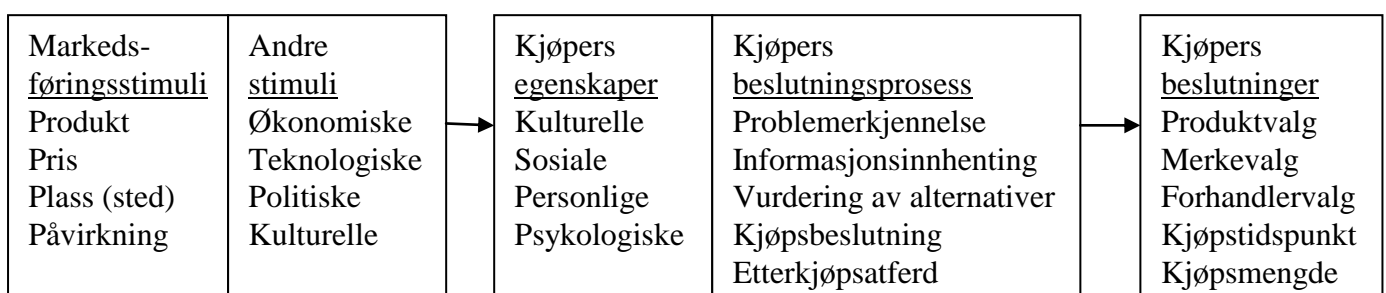 Markeds-
føringsstimuli
Produkt
Pris
Plass (sted)
Påvirkning
Andre
stimuli
Økonomiske
Teknologiske
Politiske
Kulturelle
Kjøpers
egenskaper
Kulturelle
Sosiale
Personlige
Psykologiske
Kjøpers
beslutningsprosess
Problemerkjennelse
Informasjonsinnhenting
Vurdering av alternativer
Kjøpsbeslutning
Etterkjøpsatferd
Kjøpers
beslutninger
Produktvalg
Merkevalg
Forhandlervalg
Kjøpstidspunkt
Kjøpsmengde